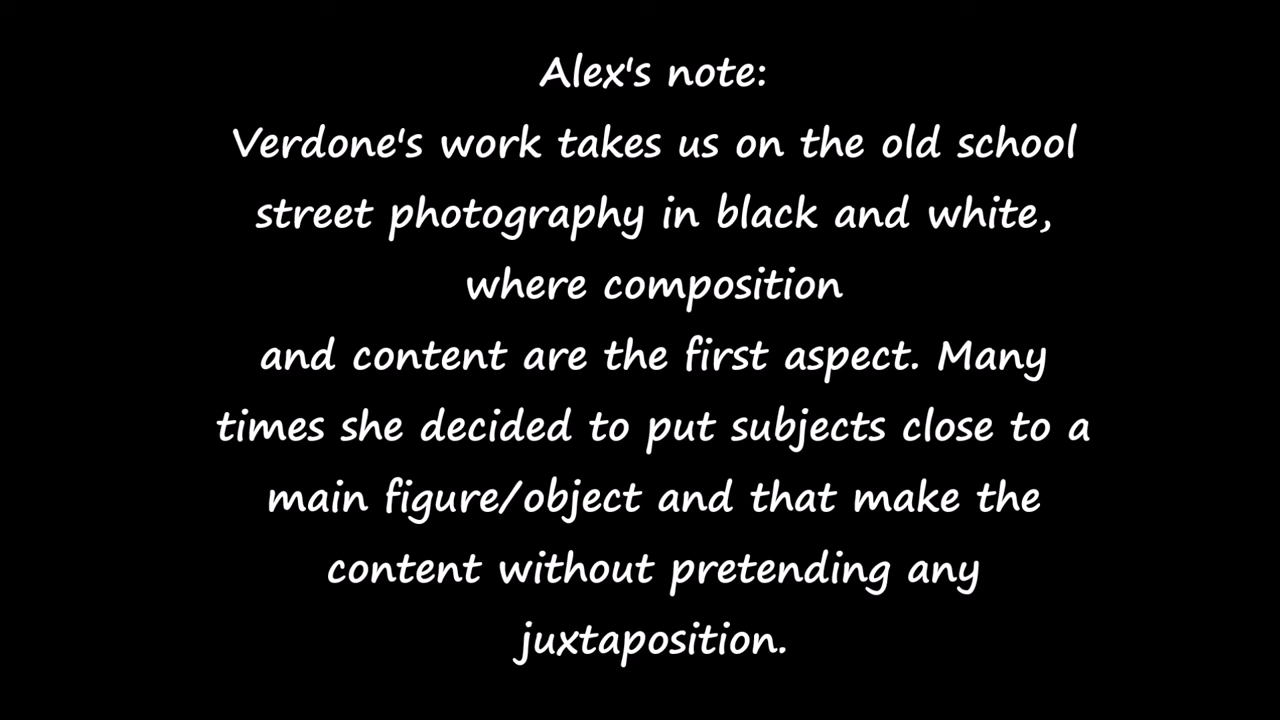 Alex's note:
Verdone's work takes us on the old school
street photography in black and white,
where composition
and content are the first aspect. Many
times she decided to put subjects close to a
main figure/object and that make the
content without pretending any
juxtaposition.